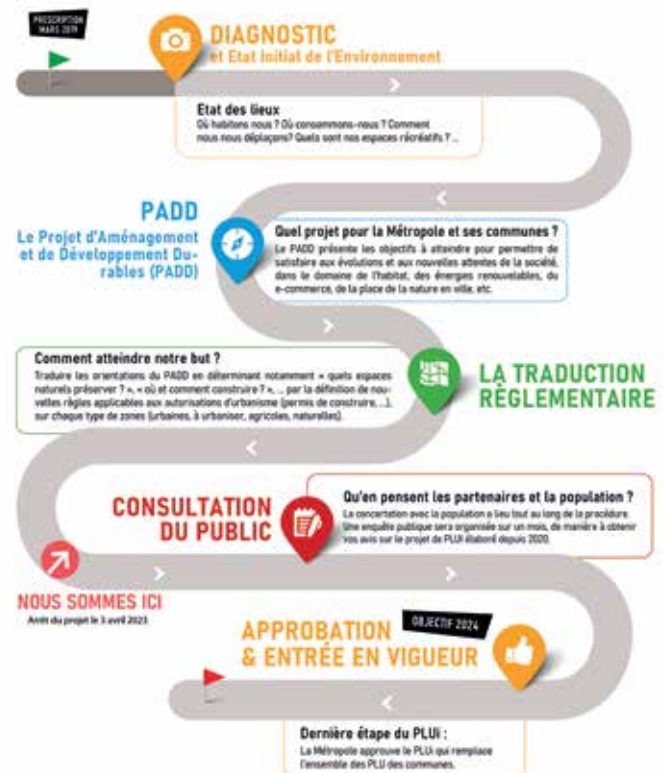 PRESCRIPTION
MARS 2019
DIAGNOSTIC
et Etat Initial de l'Environnement
Etat des lieux
Où habitons nous ? Où consommons-nous ? Comment
nous nous déplaçons? Quels sont nos espaces récréatifs ? ...
PADD
Le Projet d'Aménagement
et de Développement Du-
rables (PADD)
Quel projet pour la Métropole et ses communes ?
Le PADD présente les objectifs à atteindre pour permettre de
satisfaire aux évolutions et aux nouvelles attentes de la société,
dans le domaine de l'habitat, des énergies renouvelables, du
e-commerce, de la place de la nature en ville, etc.
Comment atteindre notre but ?
Traduire les orientations du PADD en déterminant notamment « quels espaces
naturels préserver ? », « où et comment construire ? », ... par la définition de nou-
velles règles applicables aux autorisations d'urbanisme (permis de construire, ...),
sur chaque type de zones (urbaines, à urbaniser, agricoles, naturelles).
LA TRADUCTION
RÈGLEMENTAIRE
CONSULTATION
DU PUBLIC
Qu'en pensent les partenaires et la population ?
La concertation avec la population a lieu tout au long de la procédure.
Une enquête publique sera organisée sur un mois, de manière à obtenir
vos avis sur le projet de PLUi élaboré depuis 2020.
NOUS SOMMES ICI
Arrêt du projet le 3 avril 2023
APPROBATION
& ENTRÉE EN VIGUEUR
OBJECTIF 2024
Dernière étape du PLUi :
La Métropole approuve le PLUi qui remplace
l'ensemble des PLU des communes.